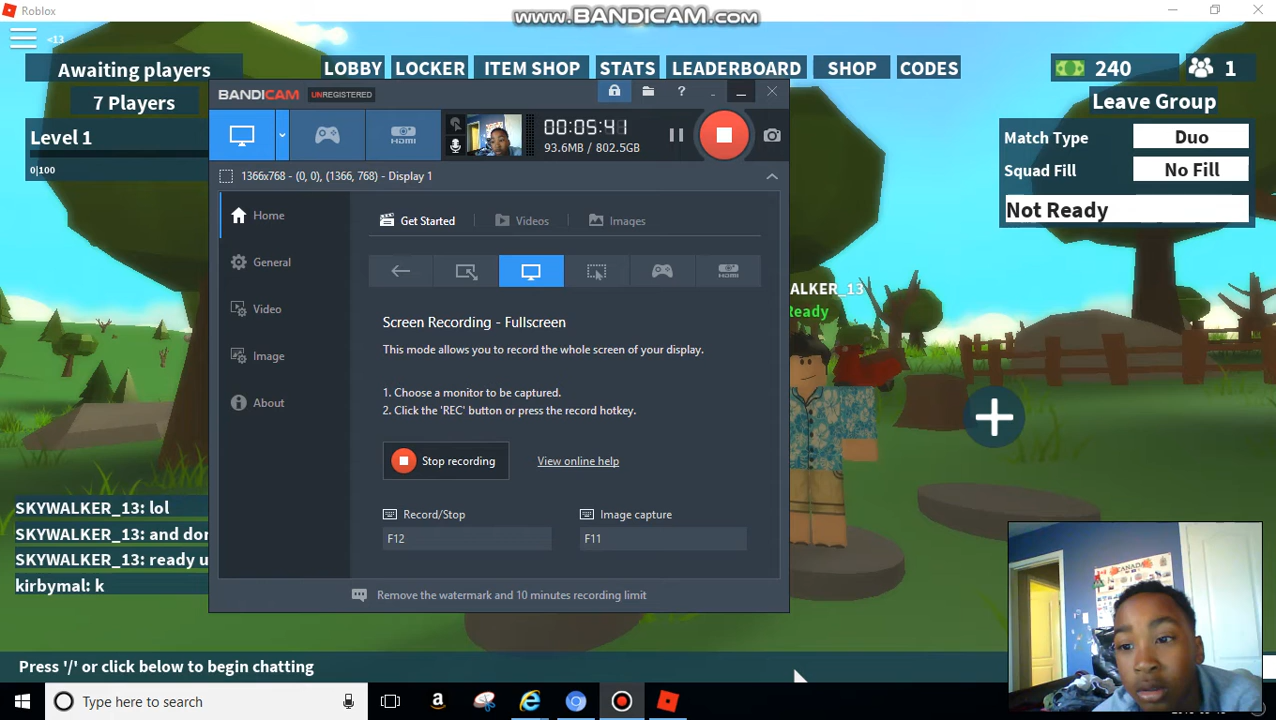 Roblox
www.BANDICAM.com
<13
Awaiting players
LOBBY
LOCKER
ITEM SHOP
STATS
LEADERBOARD
SHOP
CODES
240
1
7 Players
Leave Group
Level 1
0|100
Match Type
Duo
Squad Fill
No Fill
Not Ready
BANDICAM
UNREGISTERED
?
HDMI
00:05:41
93.6MB / 802.5GB
1366x768 - (0, 0), (1366, 768) - Display 1
Home
General
Video
Image
About
Get Started
Videos
Images
HDMI
Screen Recording - Fullscreen
This mode allows you to record the whole screen of your display.
1. Choose a monitor to be captured.
2. Click the 'REC' button or press the record hotkey.
Stop recording
View online help
Record/Stop
Image capture
F12
F11
Remove the watermark and 10 minutes recording limit
ALKER_13
Ready
SKYWALKER_13: lol
SKYWALKER_13: and
SKYWALKER_13: ready
kirbymal: k
Press '/' or click below to begin chatting
CANADA
Type here to search